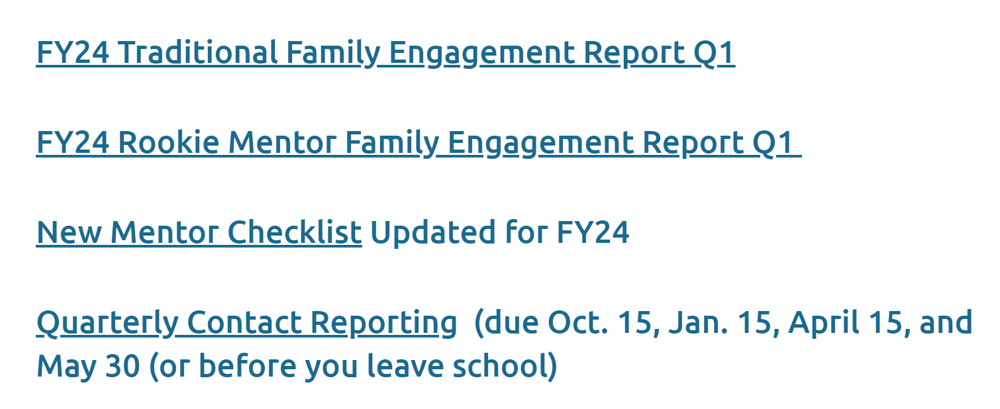 FY24 Traditional Family Engagement Report Q1
FY24 Rookie Mentor Family Engagement Report Q1
New Mentor Checklist Updated for FY24
Quarterly Contact Reporting  (due Oct. 15, Jan. 15, April 15, and
May 30 (or before you leave school)